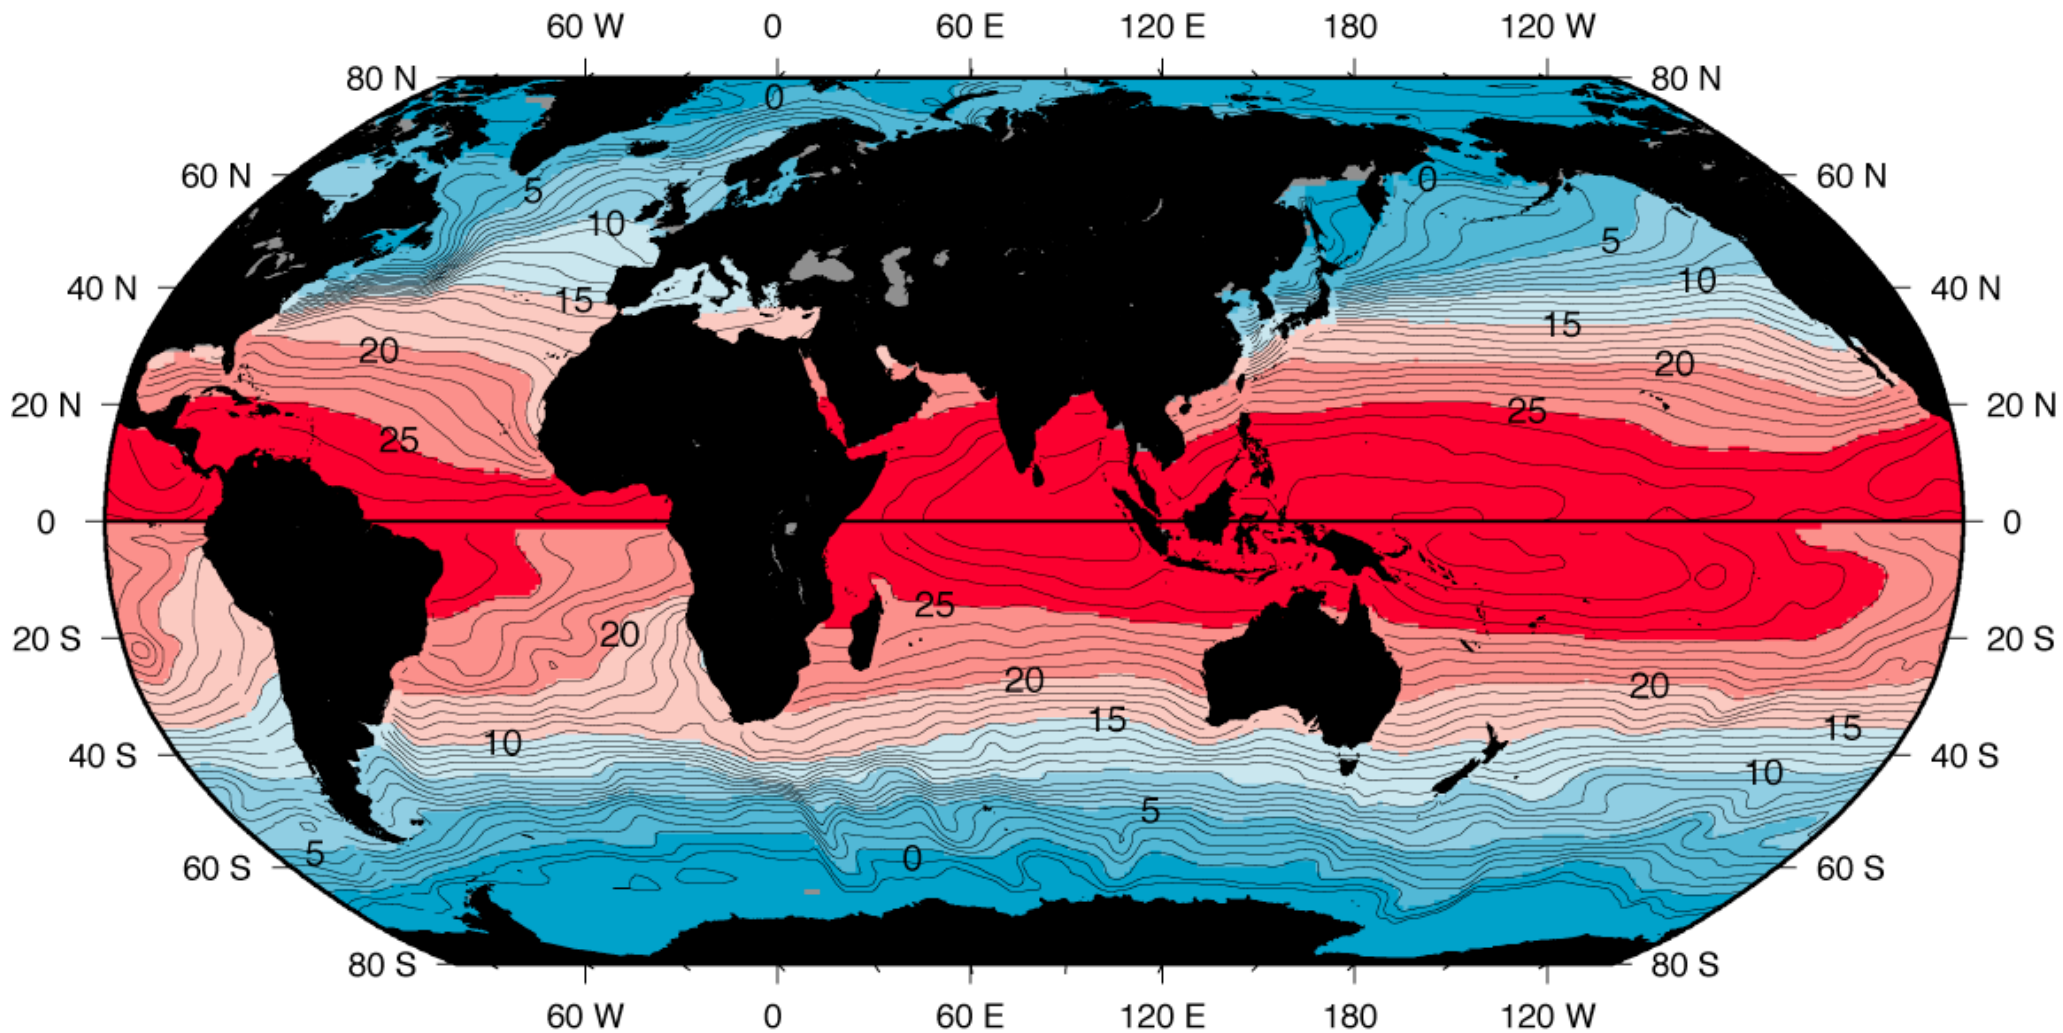 60 W 0 60 E 120 E 180 120 W
80 N 0 80 N
60 N 5 0 60 N
10 5
40 N 15 10 40 N
20 15 20
20 N 25 25 20 N
0 0
25
20 S 20 20 S
20 20
10 15 15
40 S 10 40 S
5
5 0
60 S 60 S
80 S 80 S
60 W 0 60 E 120 E 180 120 W